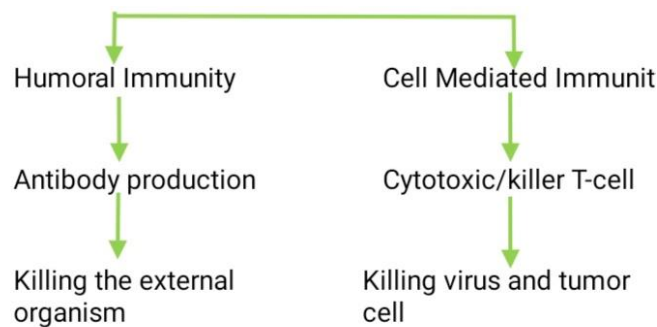 Humoral Immunity
Cell Mediated Immunit
Antibody production
Cytotoxic/killer T-cell
Killing the external
organism
Killing virus and tumor
cell